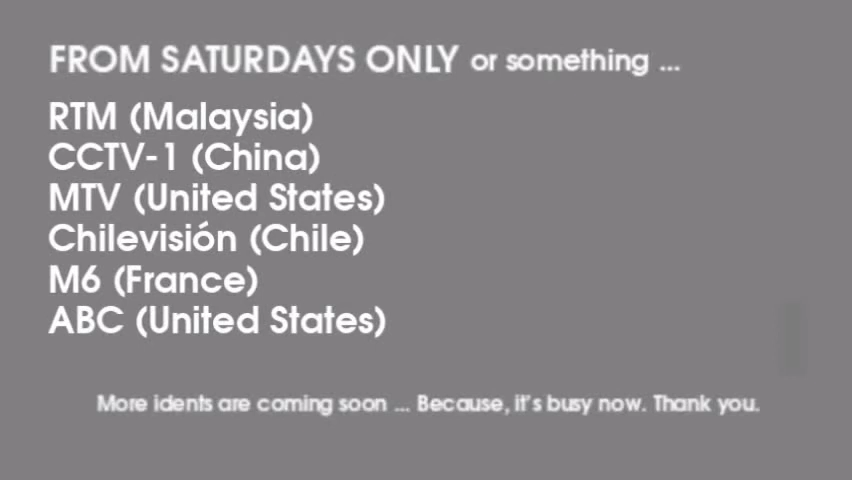 FROM SATURDAYS ONLY or something ...
RTM (Malaysia)
CCTV-1 (China)
MTV (United States)
Chilevisión (Chile)
M6 (France)
ABC (United States)
More idents are coming soon ... Because, it's busy now. Thank you.